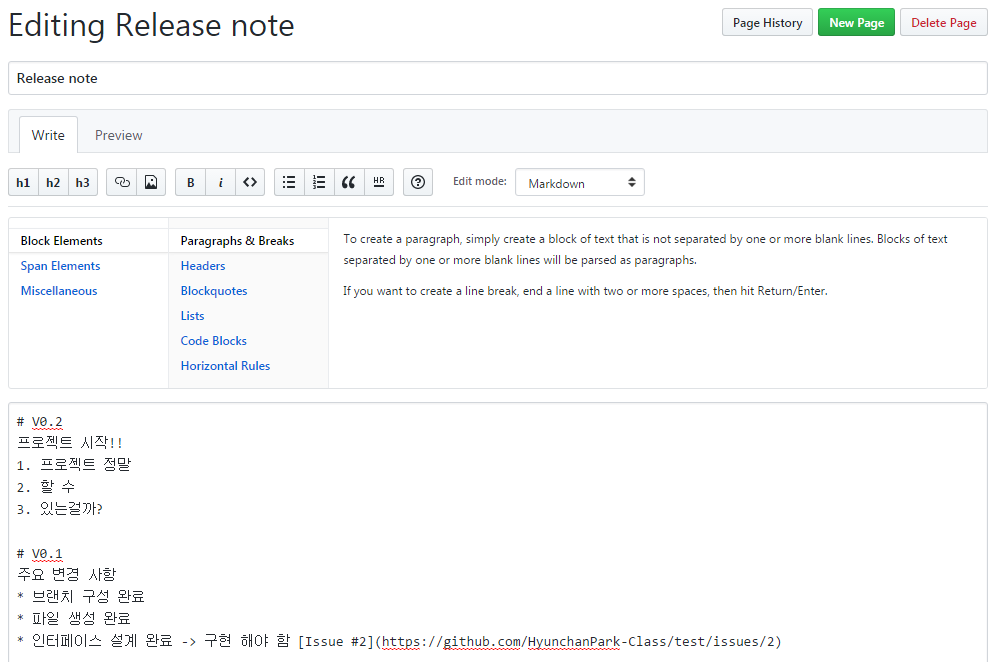 Editing Release note
Page History New Page Delete Page
Release note
Write Preview
h1 h2 h3 B i <> HR Edit mode: Markdown
Block Elements
Span Elements
Miscellaneous
Paragraphs & Breaks
Headers
Blockquotes
Lists
Code Blocks
Horizontal Rules
To create a paragraph, simply create a block of text that is not separated by one or more blank lines. Blocks of text
separated by one or more blank lines will be parsed as paragraphs.
If you want to create a line break, end a line with two or more spaces, then hit Return/Enter.
# V0.2
프로젝트 시작!!
1. 프로젝트 정말
2. 할 수
3. 있는걸까?
# V0.1
주요 변경 사항
* 브랜치 구성 완료
* 파일 생성 완료
* 인터페이스 설계 완료 -> 구현 해야 함 [Issue #2](https://github.com/HyunchanPark-Class/test/issues/2)